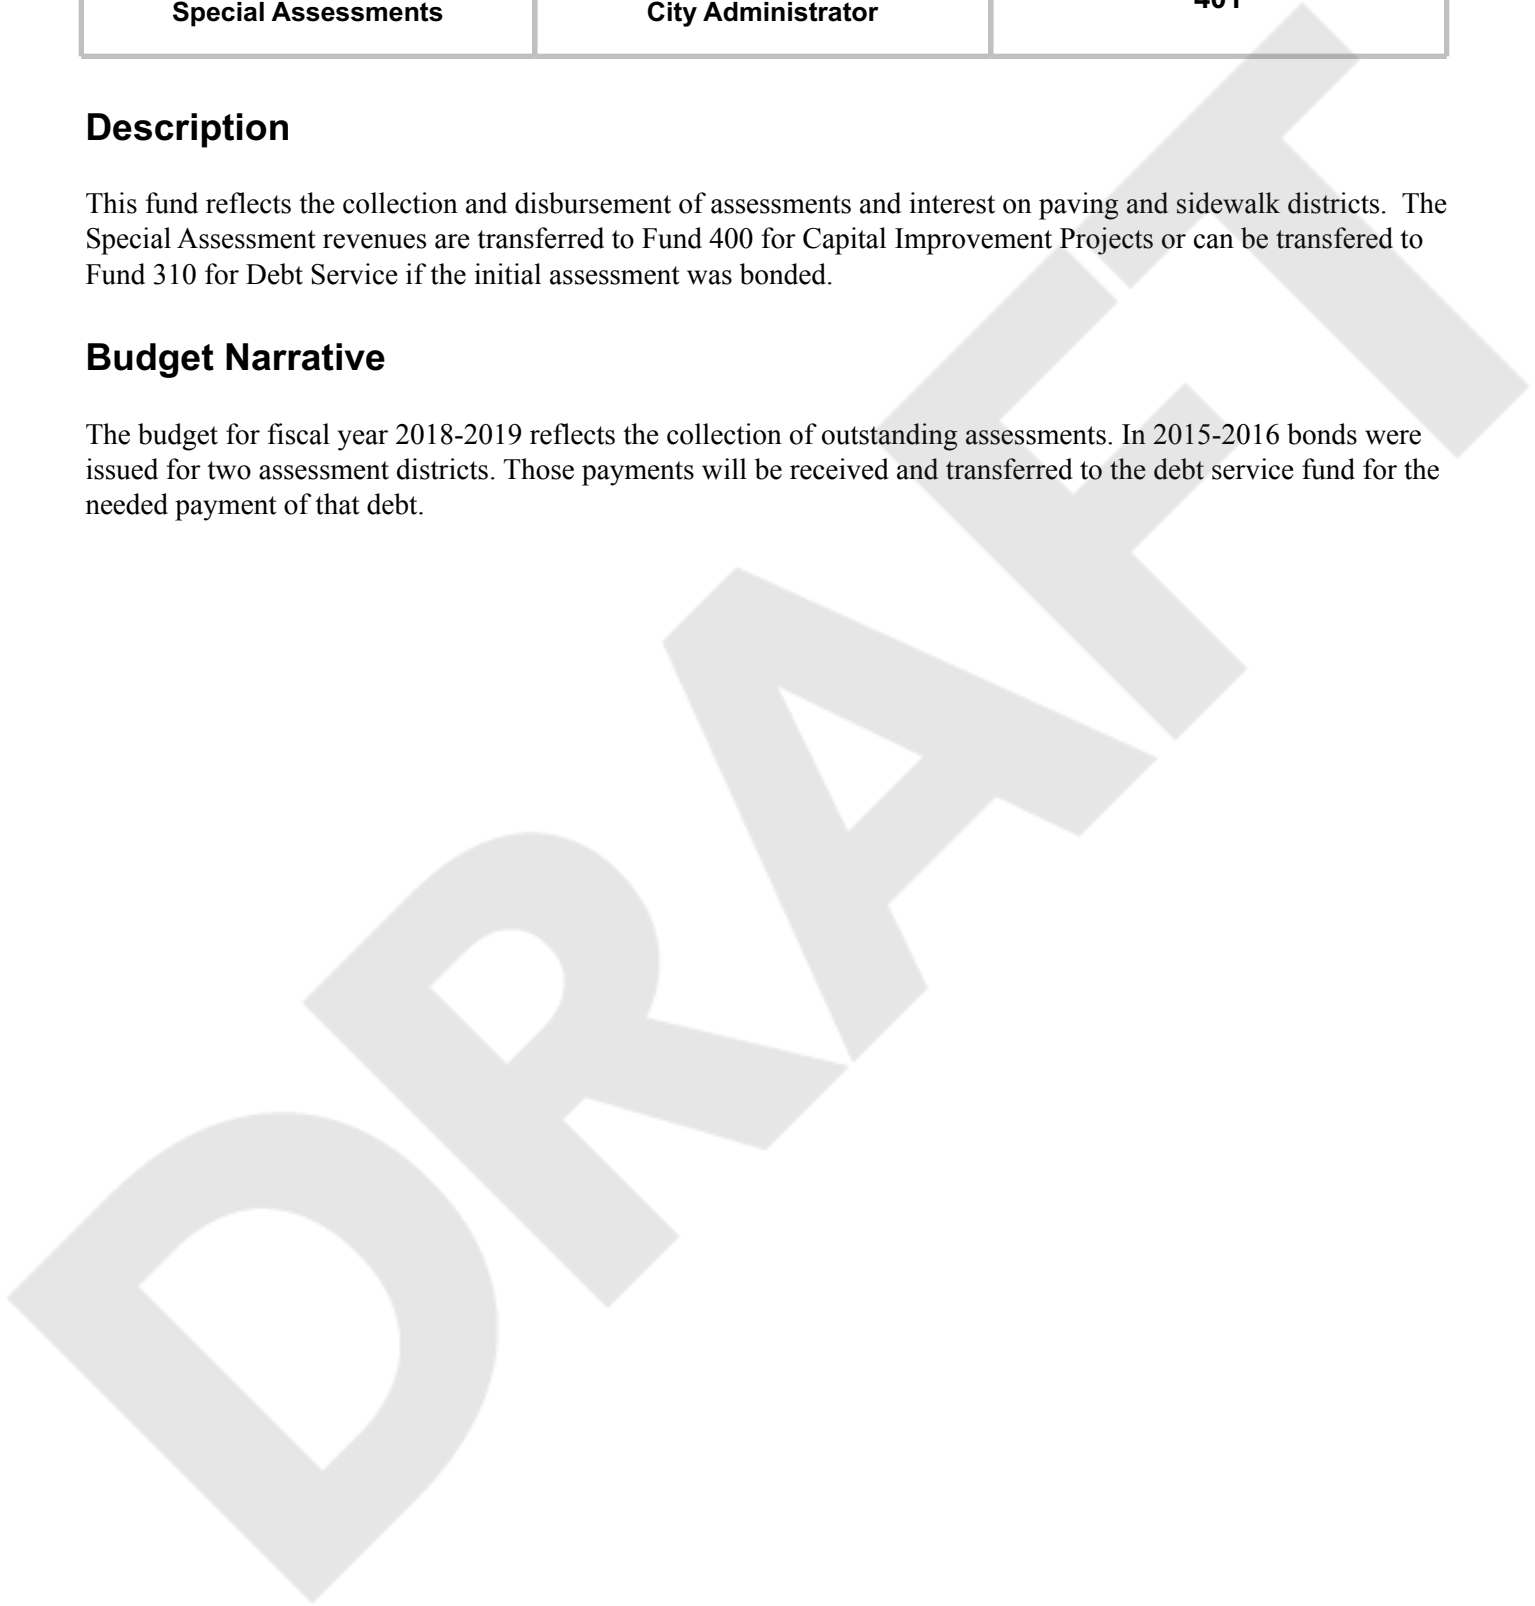 Special Assessments
City Administrator
401
Description
This fund reflects the collection and disbursement of assessments and interest on paving and sidewalk districts.  The
Special Assessment revenues are transferred to Fund 400 for Capital Improvement Projects or can be transfered to
Fund 310 for Debt Service if the initial assessment was bonded.
Budget Narrative
The budget for fiscal year 2018-2019 reflects the collection of outstanding assessments. In 2015-2016 bonds were
issued for two assessment districts. Those payments will be received and transferred to the debt service fund for the
needed payment of that debt.
DRAFT